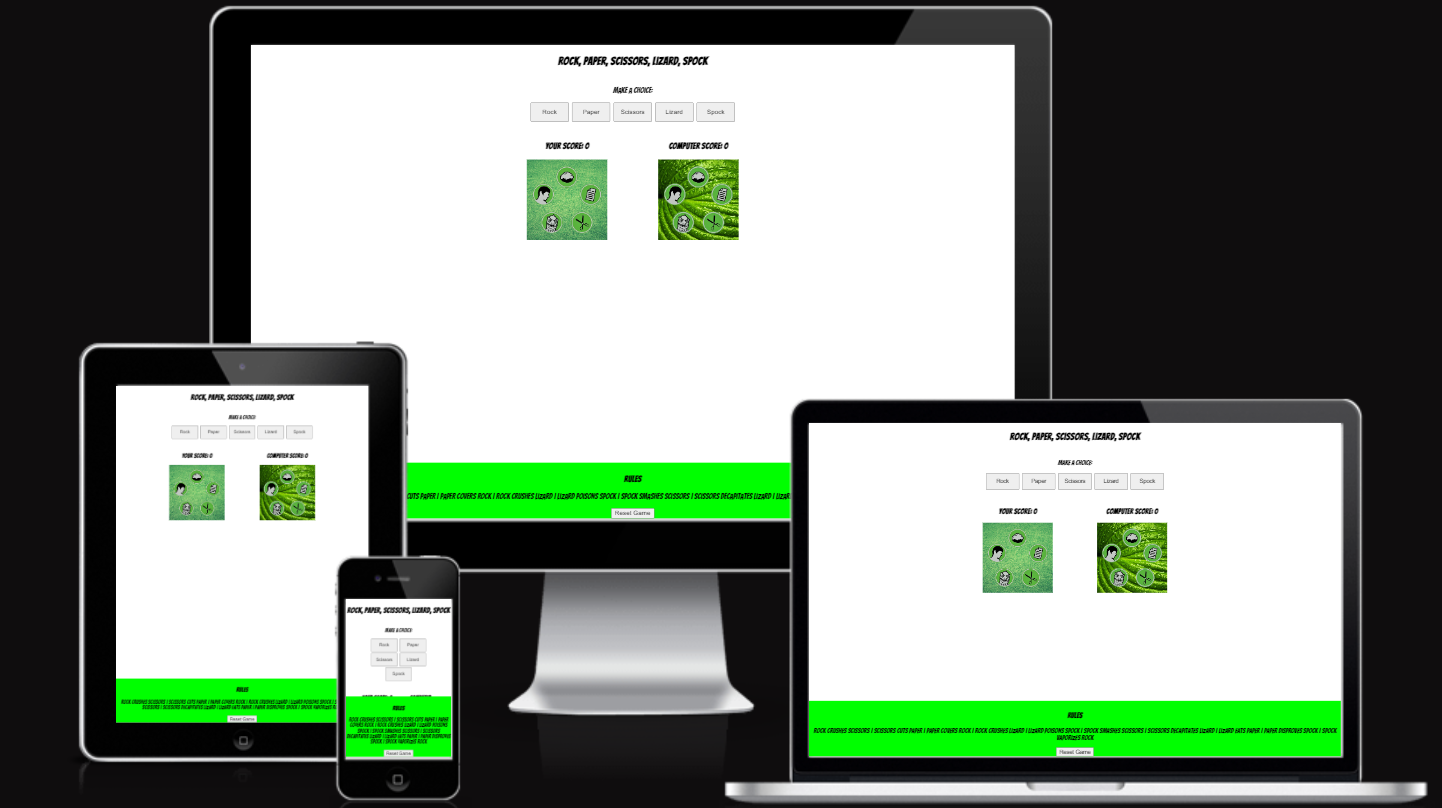 ROCK, PAPER, SCISSORS, LIZARD, SPOCK
MAKE A CHOICE:
Rock Paper Scissors Lizard Spock
YOUR SCORE: 0 COMPUTER SCORE: 0
RULES
CUTS PAPER | PAPER COVERS ROCK | ROCK CRUSHES LIZARD | LIZARD POISONS SPOCK | SPOCK SMASHES SCISSORS | SCISSORS DECAPITATES LIZARD |
Reset Game
ROCK, PAPER, SCISSORS, LIZARD, SPOCK
MAKE A CHOICE:
Rock Paper Scissors Lizard Spock
YOUR SCORE: 0 COMPUTER SCORE: 0
RULES
ROCK CRUSHES SCISSORS | SCISSORS CUTS PAPER | PAPER COVERS ROCK | ROCK CRUSHES LIZARD | LIZARD POISONS SPOCK |
SCISSORS DECAPITATES LIZARD | LIZARD EATS PAPER | PAPER DISPROVES SPOCK | SPOCK VAPORIZES
Reset Game
ROCK, PAPER, SCISSORS, LIZARD, SPOCK
MAKE A CHOICE:
Rock Paper
Scissors Lizard
Spock
RULES
ROCK CRUSHES SCISSORS | SCISSORS CUTS PAPER | PAPER
COVERS ROCK | ROCK CRUSHES LIZARD | LIZARD POISONS
SPOCK | SPOCK SMASHES SCISSORS | SCISSORS
DECAPITATES LIZARD | LIZARD EATS PAPER | PAPER DISPROVES
SPOCK | SPOCK VAPORIZES ROCK
Reset Game
ROCK, PAPER, SCISSORS, LIZARD, SPOCK
MAKE A CHOICE:
Rock Paper Scissors Lizard Spock
YOUR SCORE: 0 COMPUTER SCORE: 0
RULES
ROCK CRUSHES SCISSORS | SCISSORS CUTS PAPER | PAPER COVERS ROCK | ROCK CRUSHES LIZARD | LIZARD POISONS SPOCK | SPOCK SMASHES SCISSORS | SCISSORS DECAPITATES LIZARD | LIZARD EATS PAPER | PAPER DISPROVES SPOCK | SPOCK
VAPORIZES ROCK
Reset Game